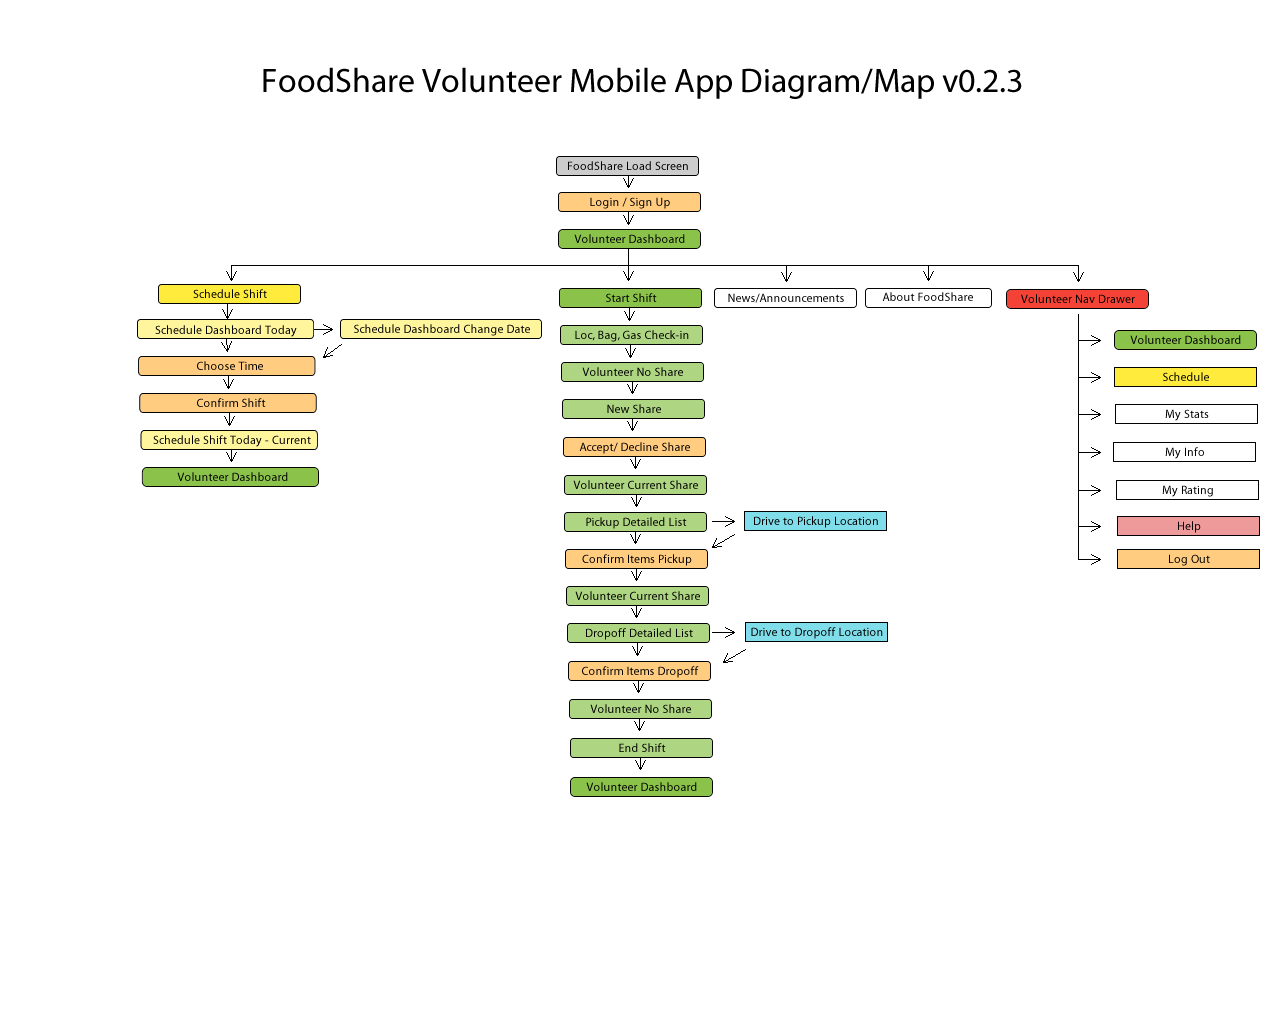 FoodShare Volunteer Mobile App Diagram/Map v0.2.3
FoodShare Load Screen
Login / Sign Up
Volunteer Dashboard
Schedule Shift
Schedule Dashboard Today
Schedule Dashboard Change Date
Choose Time
Confirm Shift
Schedule Shift Today - Current
Volunteer Dashboard
Start Shift
Loc, Bag, Gas Check-in
Volunteer No Share
New Share
Accept/ Decline Share
Volunteer Current Share
Pickup Detailed List
Drive to Pickup Location
Confirm Items Pickup
Volunteer Current Share
Dropoff Detailed List
Drive to Dropoff Location
Confirm Items Dropoff
Volunteer No Share
End Shift
Volunteer Dashboard
News/Announcements
About FoodShare
Volunteer Nav Drawer
Volunteer Dashboard
Schedule
My Stats
My Info
My Rating
Help
Log Out